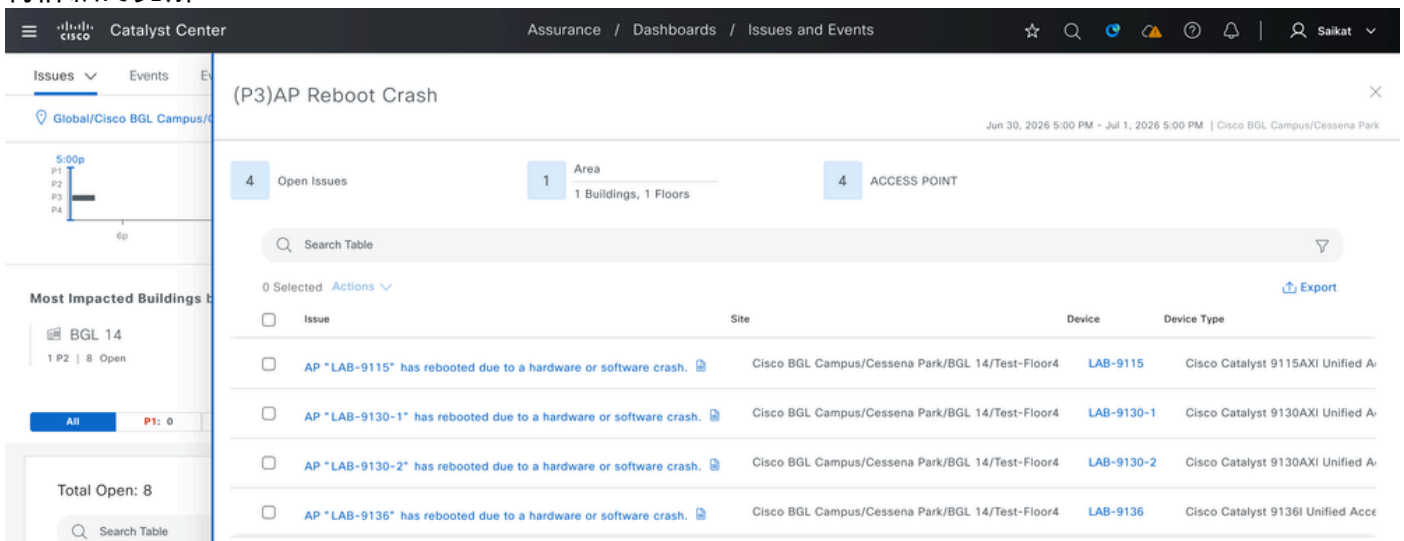 cisco Catalyst Center
Assurance / Dashboards / Issues and Events
Saikat
Issues
Events
(P3)AP Reboot Crash
Global/Cisco BGL Campus/
Jun 30, 2026 5:00 PM - Jul 1, 2026 5:00 PM | Cisco BGL Campus/Cessena Park
5:00p
P1
P2
P3
P4
6p
4 Open Issues
1 Area
1 Buildings, 1 Floors
4 ACCESS POINT
Search Table
0 Selected Actions
Export
Most Impacted Buildings
BGL 14
1 P2 | 8 Open
All P1: 0
Total Open: 8
Search Table
Issue Site Device Device Type
AP "LAB-9115" has rebooted due to a hardware or software crash. Cisco BGL Campus/Cessena Park/BGL 14/Test-Floor4 LAB-9115 Cisco Catalyst 9115AXI Unified A
AP "LAB-9130-1" has rebooted due to a hardware or software crash. Cisco BGL Campus/Cessena Park/BGL 14/Test-Floor4 LAB-9130-1 Cisco Catalyst 9130AXI Unified A
AP "LAB-9130-2" has rebooted due to a hardware or software crash. Cisco BGL Campus/Cessena Park/BGL 14/Test-Floor4 LAB-9130-2 Cisco Catalyst 9130AXI Unified A
AP "LAB-9136" has rebooted due to a hardware or software crash. Cisco BGL Campus/Cessena Park/BGL 14/Test-Floor4 LAB-9136 Cisco Catalyst 9136I Unified Acce